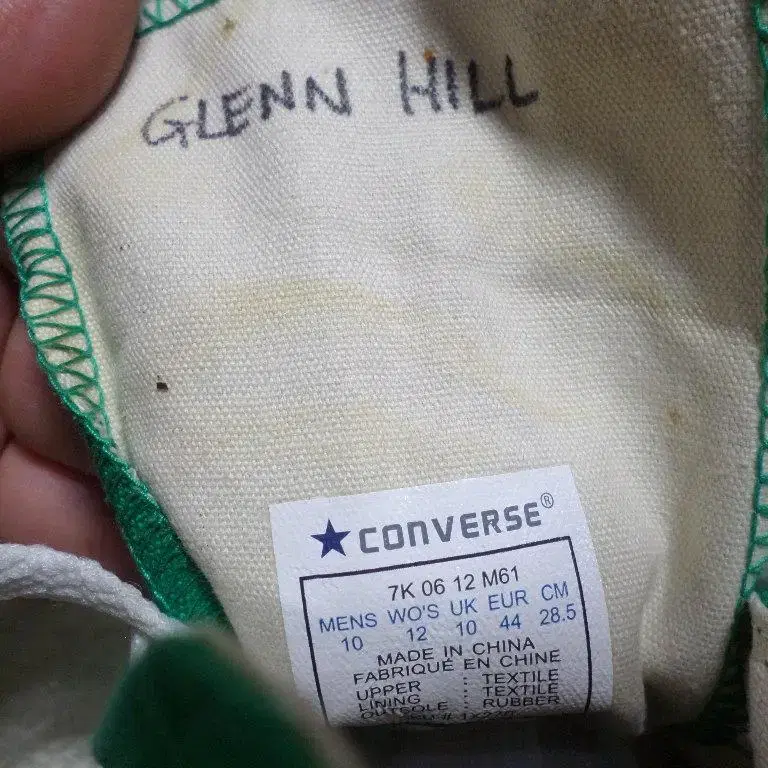 GLENN HILL
CONVERSE®
7K 06 12 M61
MENS WO'S UK EUR CM
10 12 10 44 28.5
MADE IN CHINA
FABRIQUÉ EN CHINE
UPPER : TEXTILE
LINING : TEXTILE
OUTSOLE : RUBBER